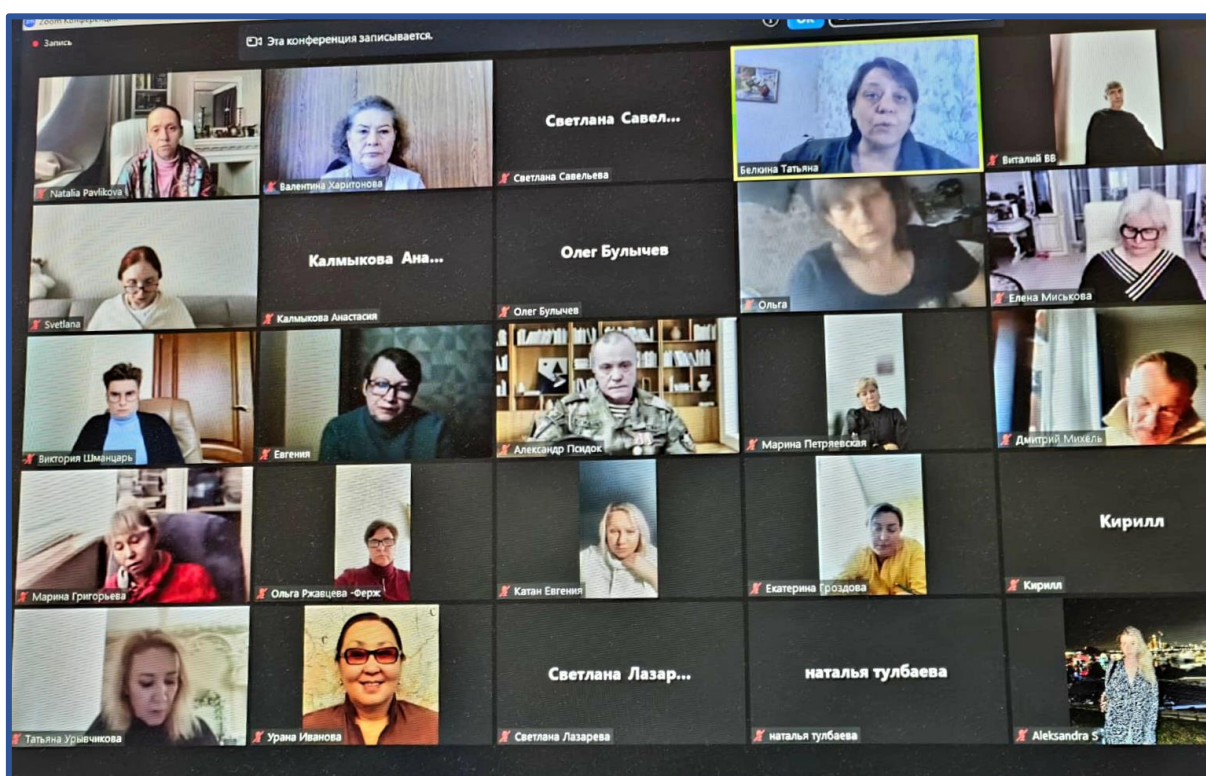 Zoom Конференция
Запись
Эта конференция записывается.
Natalia Pavlikova
Валентина Харитонова
Светлана Савел...
Светлана Савельева
Белкина Татьяна
Виталий ВВ
Svetlana
Калмыкова Ана...
Калмыкова Анастасия
Олег Булычев
Олег Булычев
Ольга
Елена Миськова
Виктория Шманцарь
Евгения
Александр Псидок
Марина Петряевская
Дмитрий Михель
Марина Григорьева
Ольга Ржавцева -Ферж
Катан Евгения
Екатерина Гроздова
Кирилл
Кирилл
Татьяна Урывчикова
Урана Иванова
Светлана Лазар...
Светлана Лазарева
наталья тулбаева
наталья тулбаева
Aleksandra S